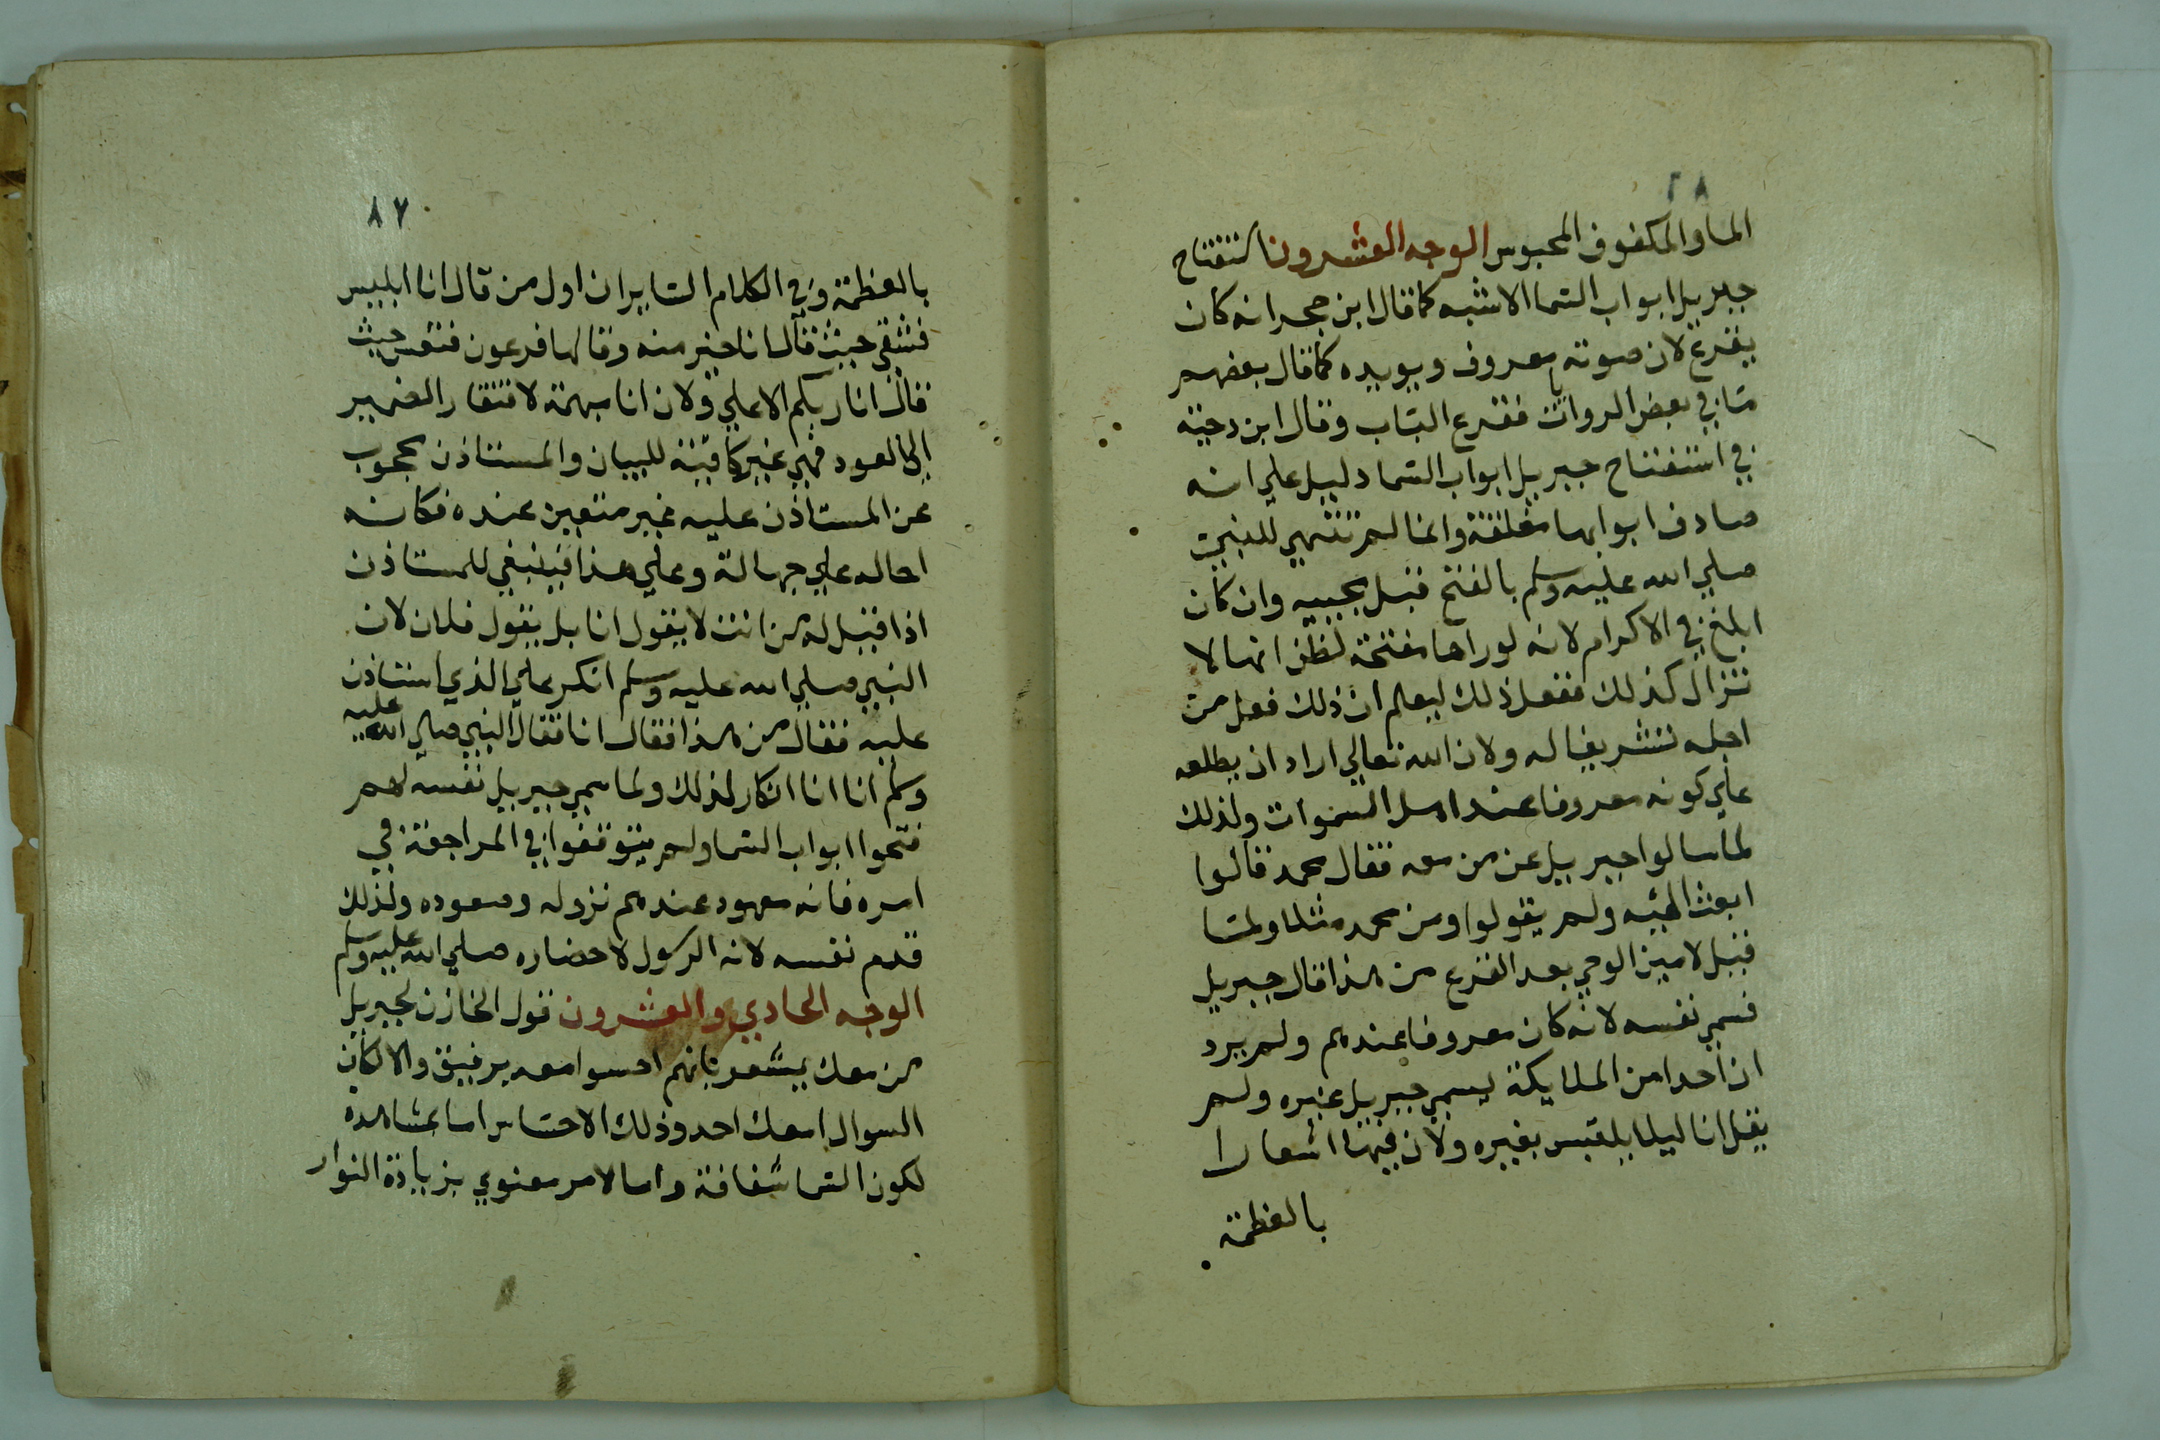 ٨٦
الماء والمكفوف المحبوس الوجه العشرون استفتاح
جبريل ابواب السما الاشبه كما قال ابن حجر انه كان
بقرع لان صوته معروف ويويده كما قال بعضهم
ما في بعض الروايات فقرع الباب وقال ابن دحية
في استفتاح جبريل ابواب السما دليل علي انه
صادف ابوابها مغلقة وانما لم تتهي للنبي
صلي الله عليه وسلم بالفتح قبل مجييه وان كان
ابلغ في الاكرام لانه لو راها مفتحة لظن انها لا
تزال كذلك ففعل ذلك ليعلم ان ذلك فعل من
اجله تشريفا له ولان الله تعالي اراد ان يطلعه
علي كونه معروفا عند اهل السموات ولذلك
لما سالوا جبريل عن من معه فقال محمد قالوا
ابعث اليه ولم يقولوا ومن محمد مثلا ولما
قيل لامين الوحي بعد القرع من هذا قال جبريل
فسمي نفسه لانه كان معروفا عندهم ولم يرد
ان احدا من الملايكة يسمي جبريل غيره ولم
يقل انا ليلا يلتبس بغيره ولان فيها اشعارا
بالعظمة
٨٧
بالعظمة وفي الكلام الساير ان اول من قال انا ابليس
فشقي حيث قال انا خير منه وقالها فرعون فتعس حيث
قال انا ربكم الاعلي ولان انا مبهمة لافتقار الضمير
الي العود فهي غير كافية للبيان والمستاذن محجوب
عن المستاذن عليه غير متعين عنده فكانه
احاله علي جهالة وعلي هذا فينبغي للمستاذن
اذا قيل له من انت لا يقول انا بل يقول فلان لان
النبي صلي الله عليه وسلم انكر علي الذي استاذن
عليه فقال من هذا فقال انا فقال النبي صلي الله عليه
وسلم انا انا انكار لذلك ولما سمي جبريل نفسه لهم
فتحوا ابواب السما ولم يتوقفوا في المراجعة في
امره فانه معهود عندهم نزوله وصعوده ولذلك
قدم نفسه لانه الرسول لاحضاره صلي الله عليه وسلم
الوجه الحادي والعشرون قول الخازن لجبريل
من معك يشعر بانهم احسوا معه برفيق والا لكان
السوال امعك احد وذلك الاحساس اما بمشاهدة
لكون السما شفافة واما لامر معنوي بزيادة انوار